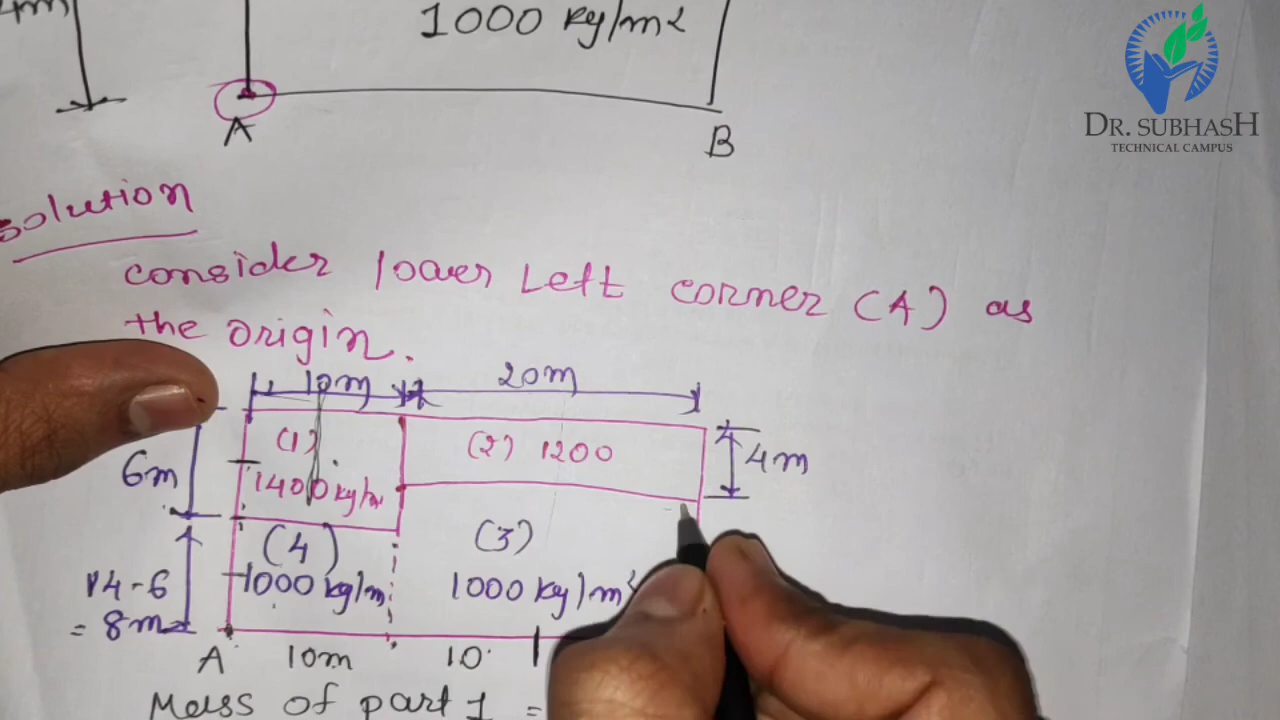 4m
1000 kg/m²
A
B
DR. SUBHASH
TECHNICAL CAMPUS
Solution
consider lower Left corner (A) as
the origin.
10m
20m
6m
(1)
1400 kg/m
(2) 1200
4m
(4)
1000 kg/m
(3)
1000 kg/m²
14-6
= 8m
A
10m
10
Mass of part 1 =